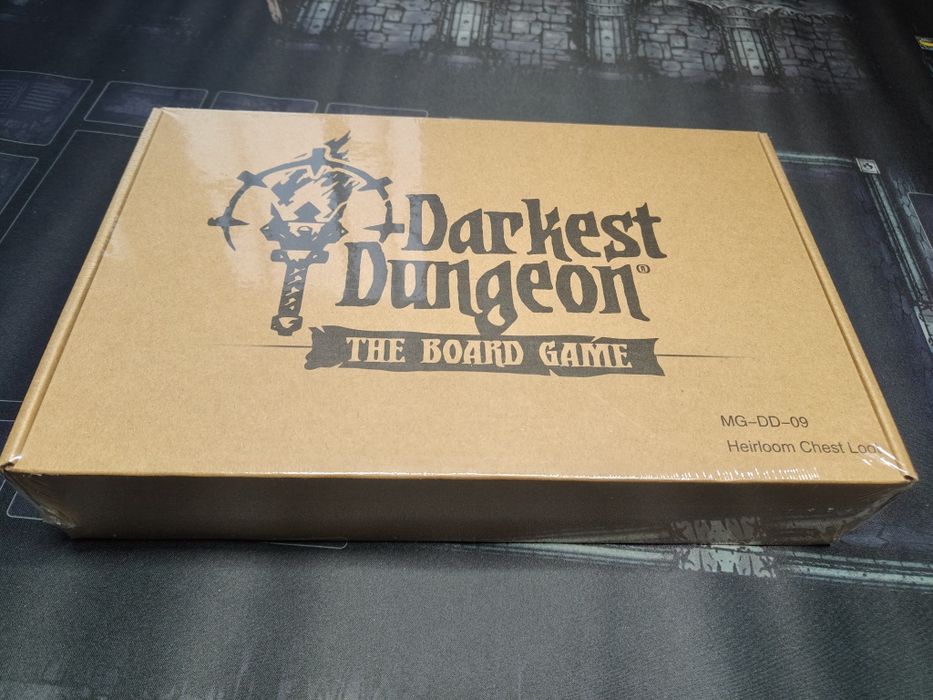 Darkest
Dungeon®
THE BOARD GAME
MG-DD-09
Heirloom Chest Loot